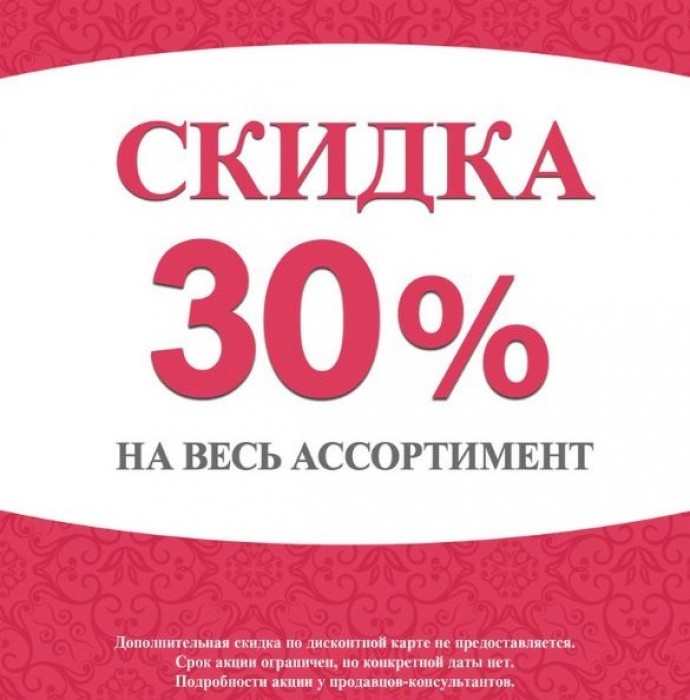 СКИДКА
30%
НА ВЕСЬ АССОРТИМЕНТ
Дополнительная скидка по дисконтной карте не предоставляется.
Срок акции ограничен, но конкретной даты нет.
Подробности акции у продавцов-консультантов.